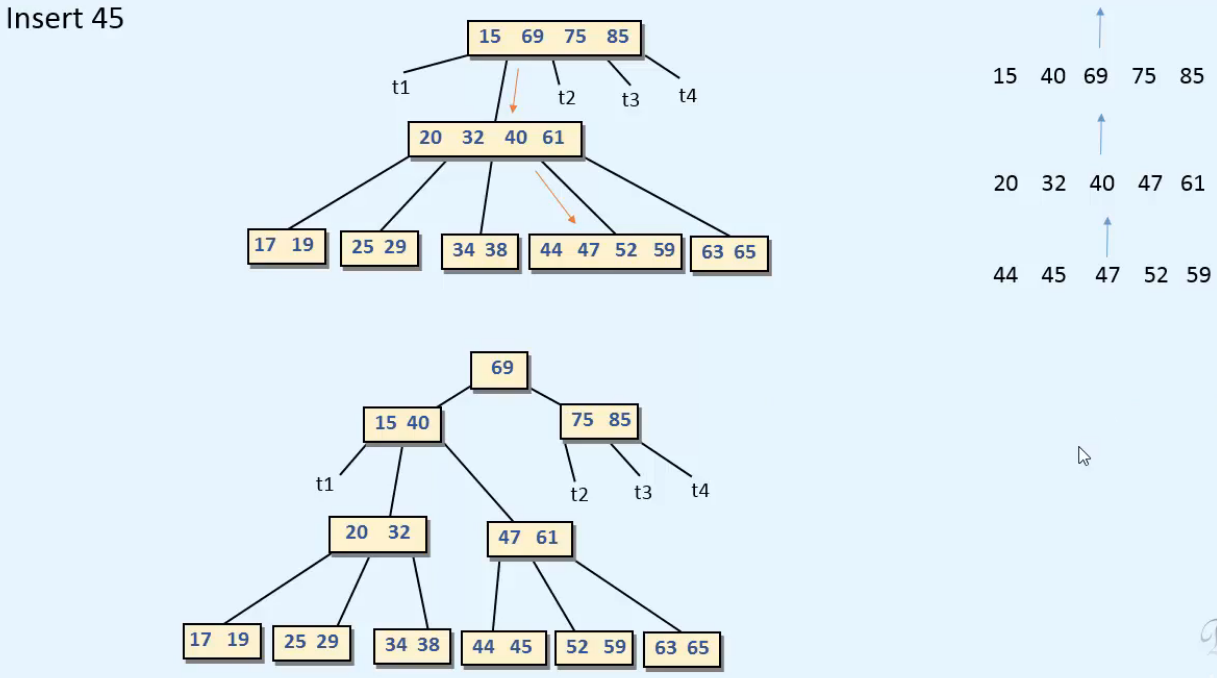 Insert 45
15 69 75 85
t1
t2
t3
t4
20 32 40 61
17 19
25 29
34 38
44 47 52 59
63 65
15 40 69 75 85
20 32 40 47 61
44 45 47 52 59
69
15 40
75 85
t1
t2
t3
t4
20 32
47 61
17 19
25 29
34 38
44 45
52 59
63 65